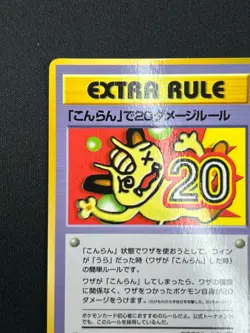 EXTRA RULE
「こんらん」で20ダメージルール
20
「こんらん」状態でワザを使おうとして、コイン
が「うら」だった時（ワザが「こんらん」した時）
の簡単ルールです。
ワザが「こんらん」してしまったら、ワザの種類
に関係なく、ワザをつかったポケモン自身が20
ダメージをうけます。
ポケモンカード初心者におすすめのルールだよ。公式トーナメントで
も、このルールを採用しているんだ。